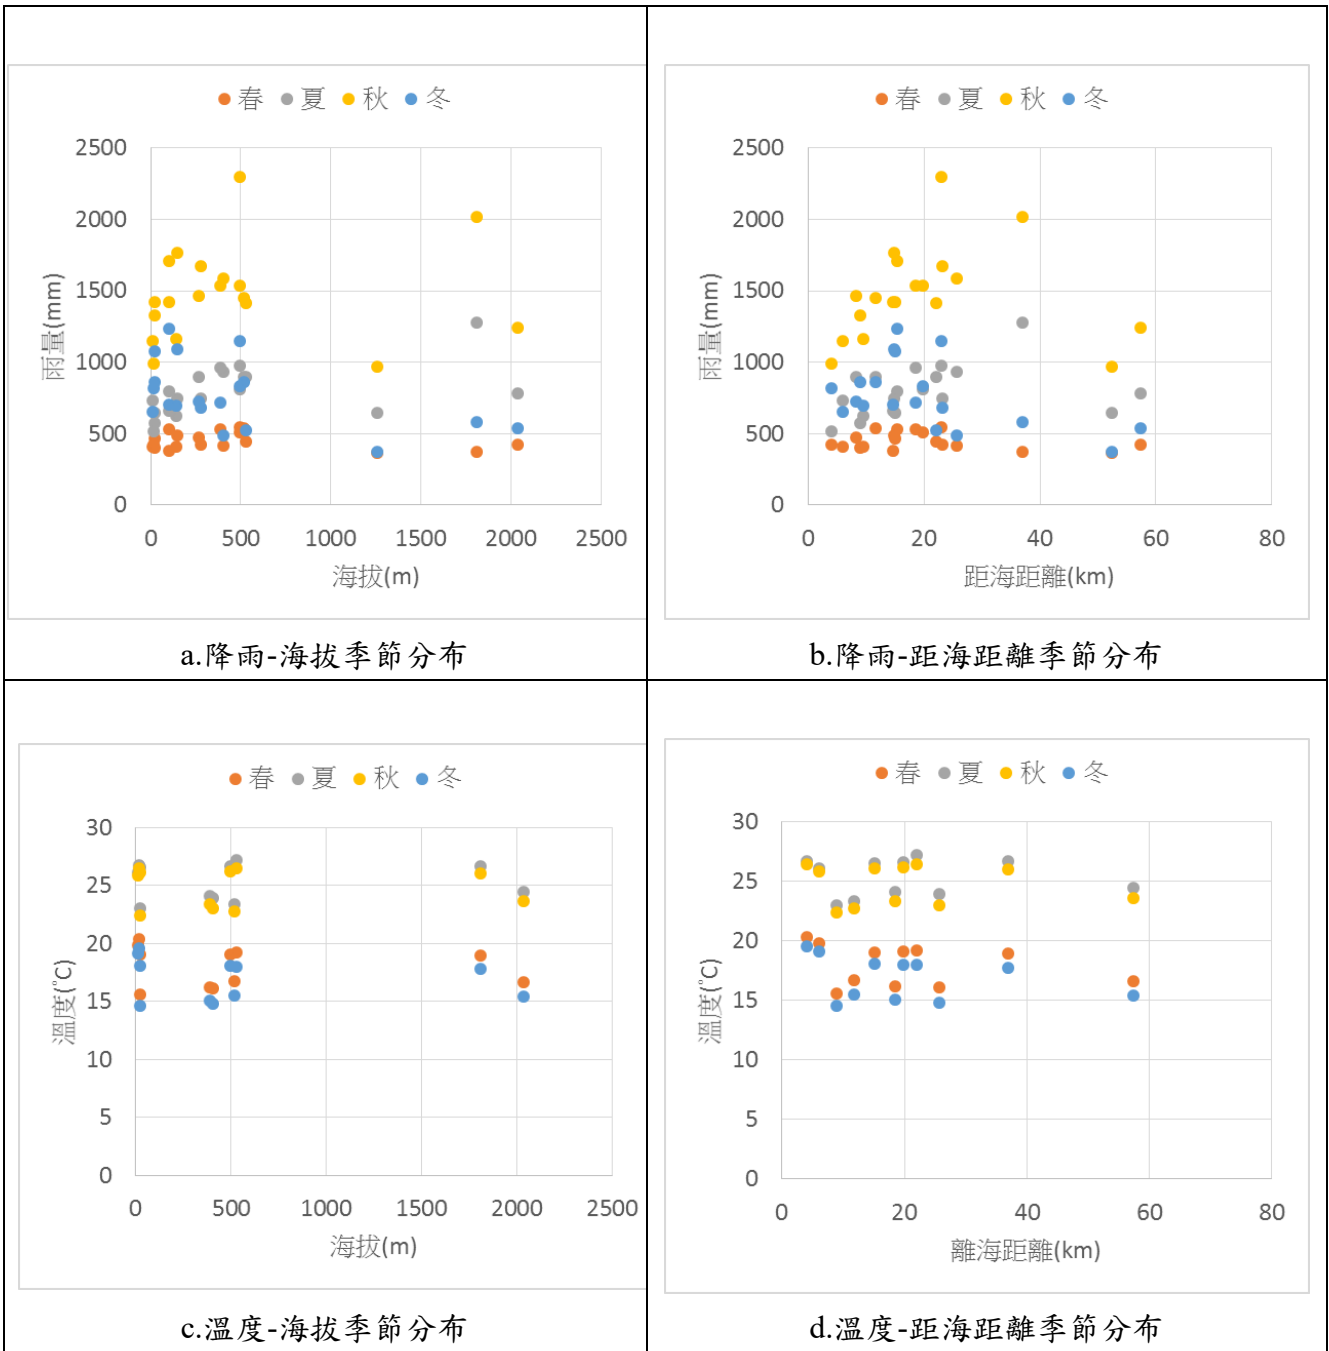 春 夏 秋 冬
2500
2000
1500
1000
500
0
雨量(mm)
0 500 1000 1500 2000 2500
海拔(m)
a.降雨-海拔季節分布
春 夏 秋 冬
2500
2000
1500
1000
500
0
雨量(mm)
0 20 40 60 80
距海距離(km)
b.降雨-距海距離季節分布
春 夏 秋 冬
30
25
20
15
10
5
0
溫度(°C)
0 500 1000 1500 2000 2500
海拔(m)
c.溫度-海拔季節分布
春 夏 秋 冬
30
25
20
15
10
5
0
溫度(°C)
0 20 40 60 80
離海距離(km)
d.溫度-距海距離季節分布